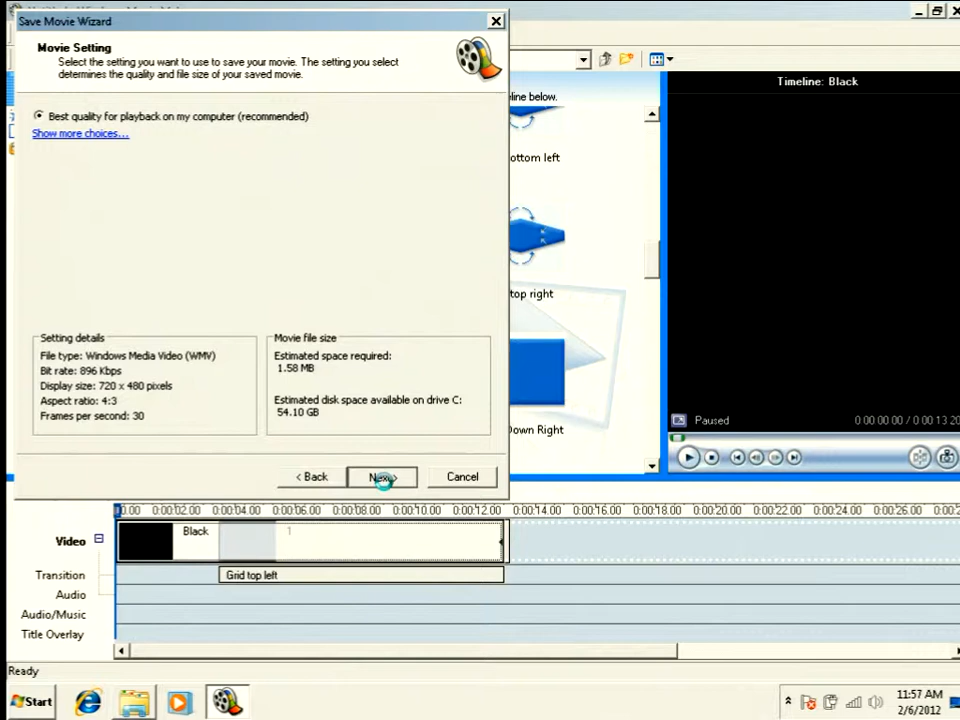 Save Movie Wizard
Movie Setting
Select the setting you want to use to save your movie. The setting you select
determines the quality and file size of your saved movie.
Best quality for playback on my computer (recommended)
Show more choices...
Setting details
File type: Windows Media Video (WMV)
Bit rate: 896 Kbps
Display size: 720 x 480 pixels
Aspect ratio: 4:3
Frames per second: 30
Movie file size
Estimated space required:
1.58 MB
Estimated disk space available on drive C:
54.10 GB
< Back
Next >
Cancel
line below.
ottom left
top right
Down Right
Timeline: Black
Paused
0:00:00.00 / 0:00:13.20
0.00 0:00:02.00 0:00:04.00 0:00:06.00 0:00:08.00 0:00:10.00 0:00:12.00 0:00:14.00 0:00:16.00 0:00:18.00 0:00:20.00 0:00:22.00 0:00:24.00 0:00:26.00
Video
Black
1
Transition
Grid top left
Audio
Audio/Music
Title Overlay
Ready
Start
11:57 AM
2/6/2012